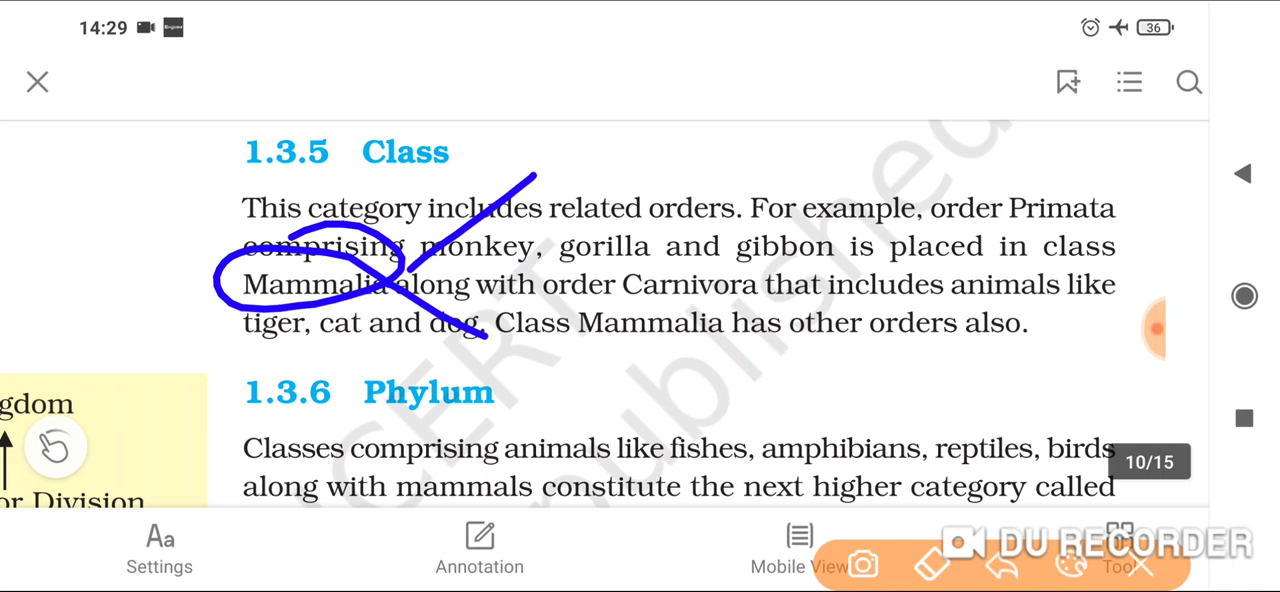 14:29
36
1.3.5 Class
This category includes related orders. For example, order Primata
comprising monkey, gorilla and gibbon is placed in class
Mammalia along with order Carnivora that includes animals like
tiger, cat and dog. Class Mammalia has other orders also.
1.3.6 Phylum
gdom
Classes comprising animals like fishes, amphibians, reptiles, birds
10/15
along with mammals constitute the next higher category called
or Division
DU RECORDER
Aa
Settings
Annotation
Mobile View
Tool